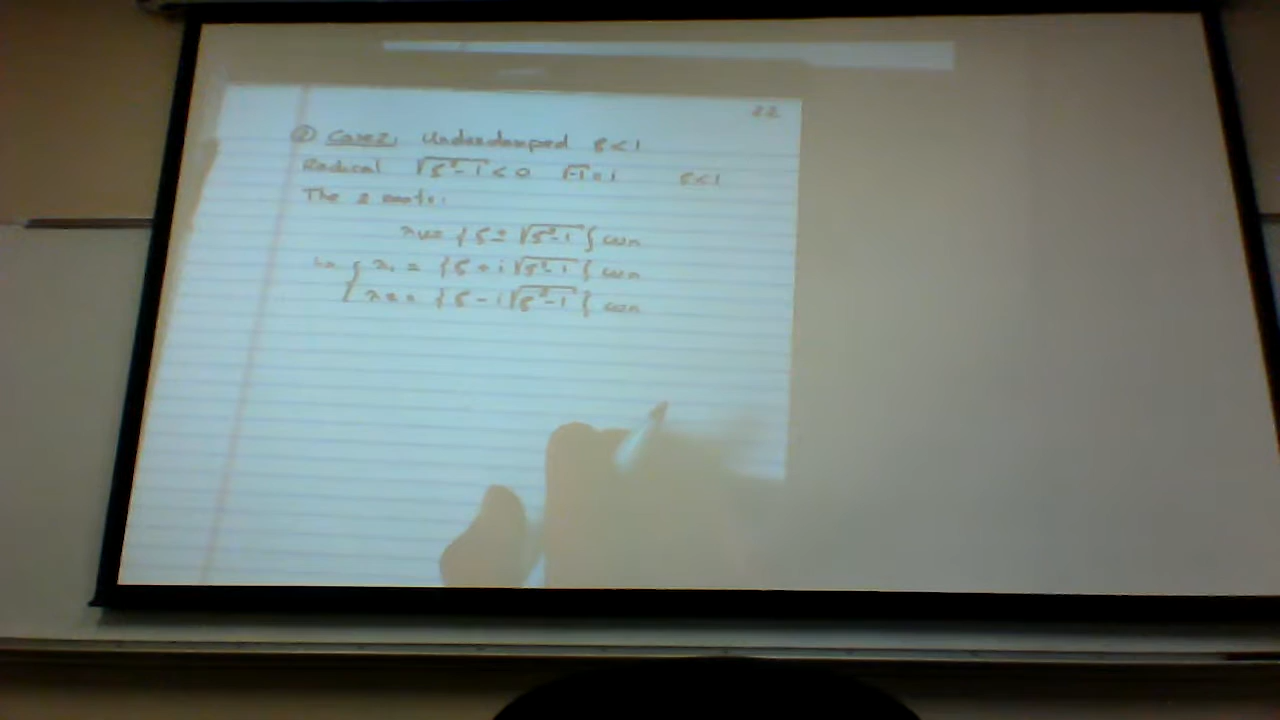 22
② Case 2: Underdamped ξ < 1
Radical √ξ²-1 < 0 √-1 = i ξ < 1
The 2 roots:
λ1,2 = { ξ ± √ξ²-1 } ωn
λ1 = { ξ + i √ξ²-1 } ωn
λ2 = { ξ - i √ξ²-1 } ωn